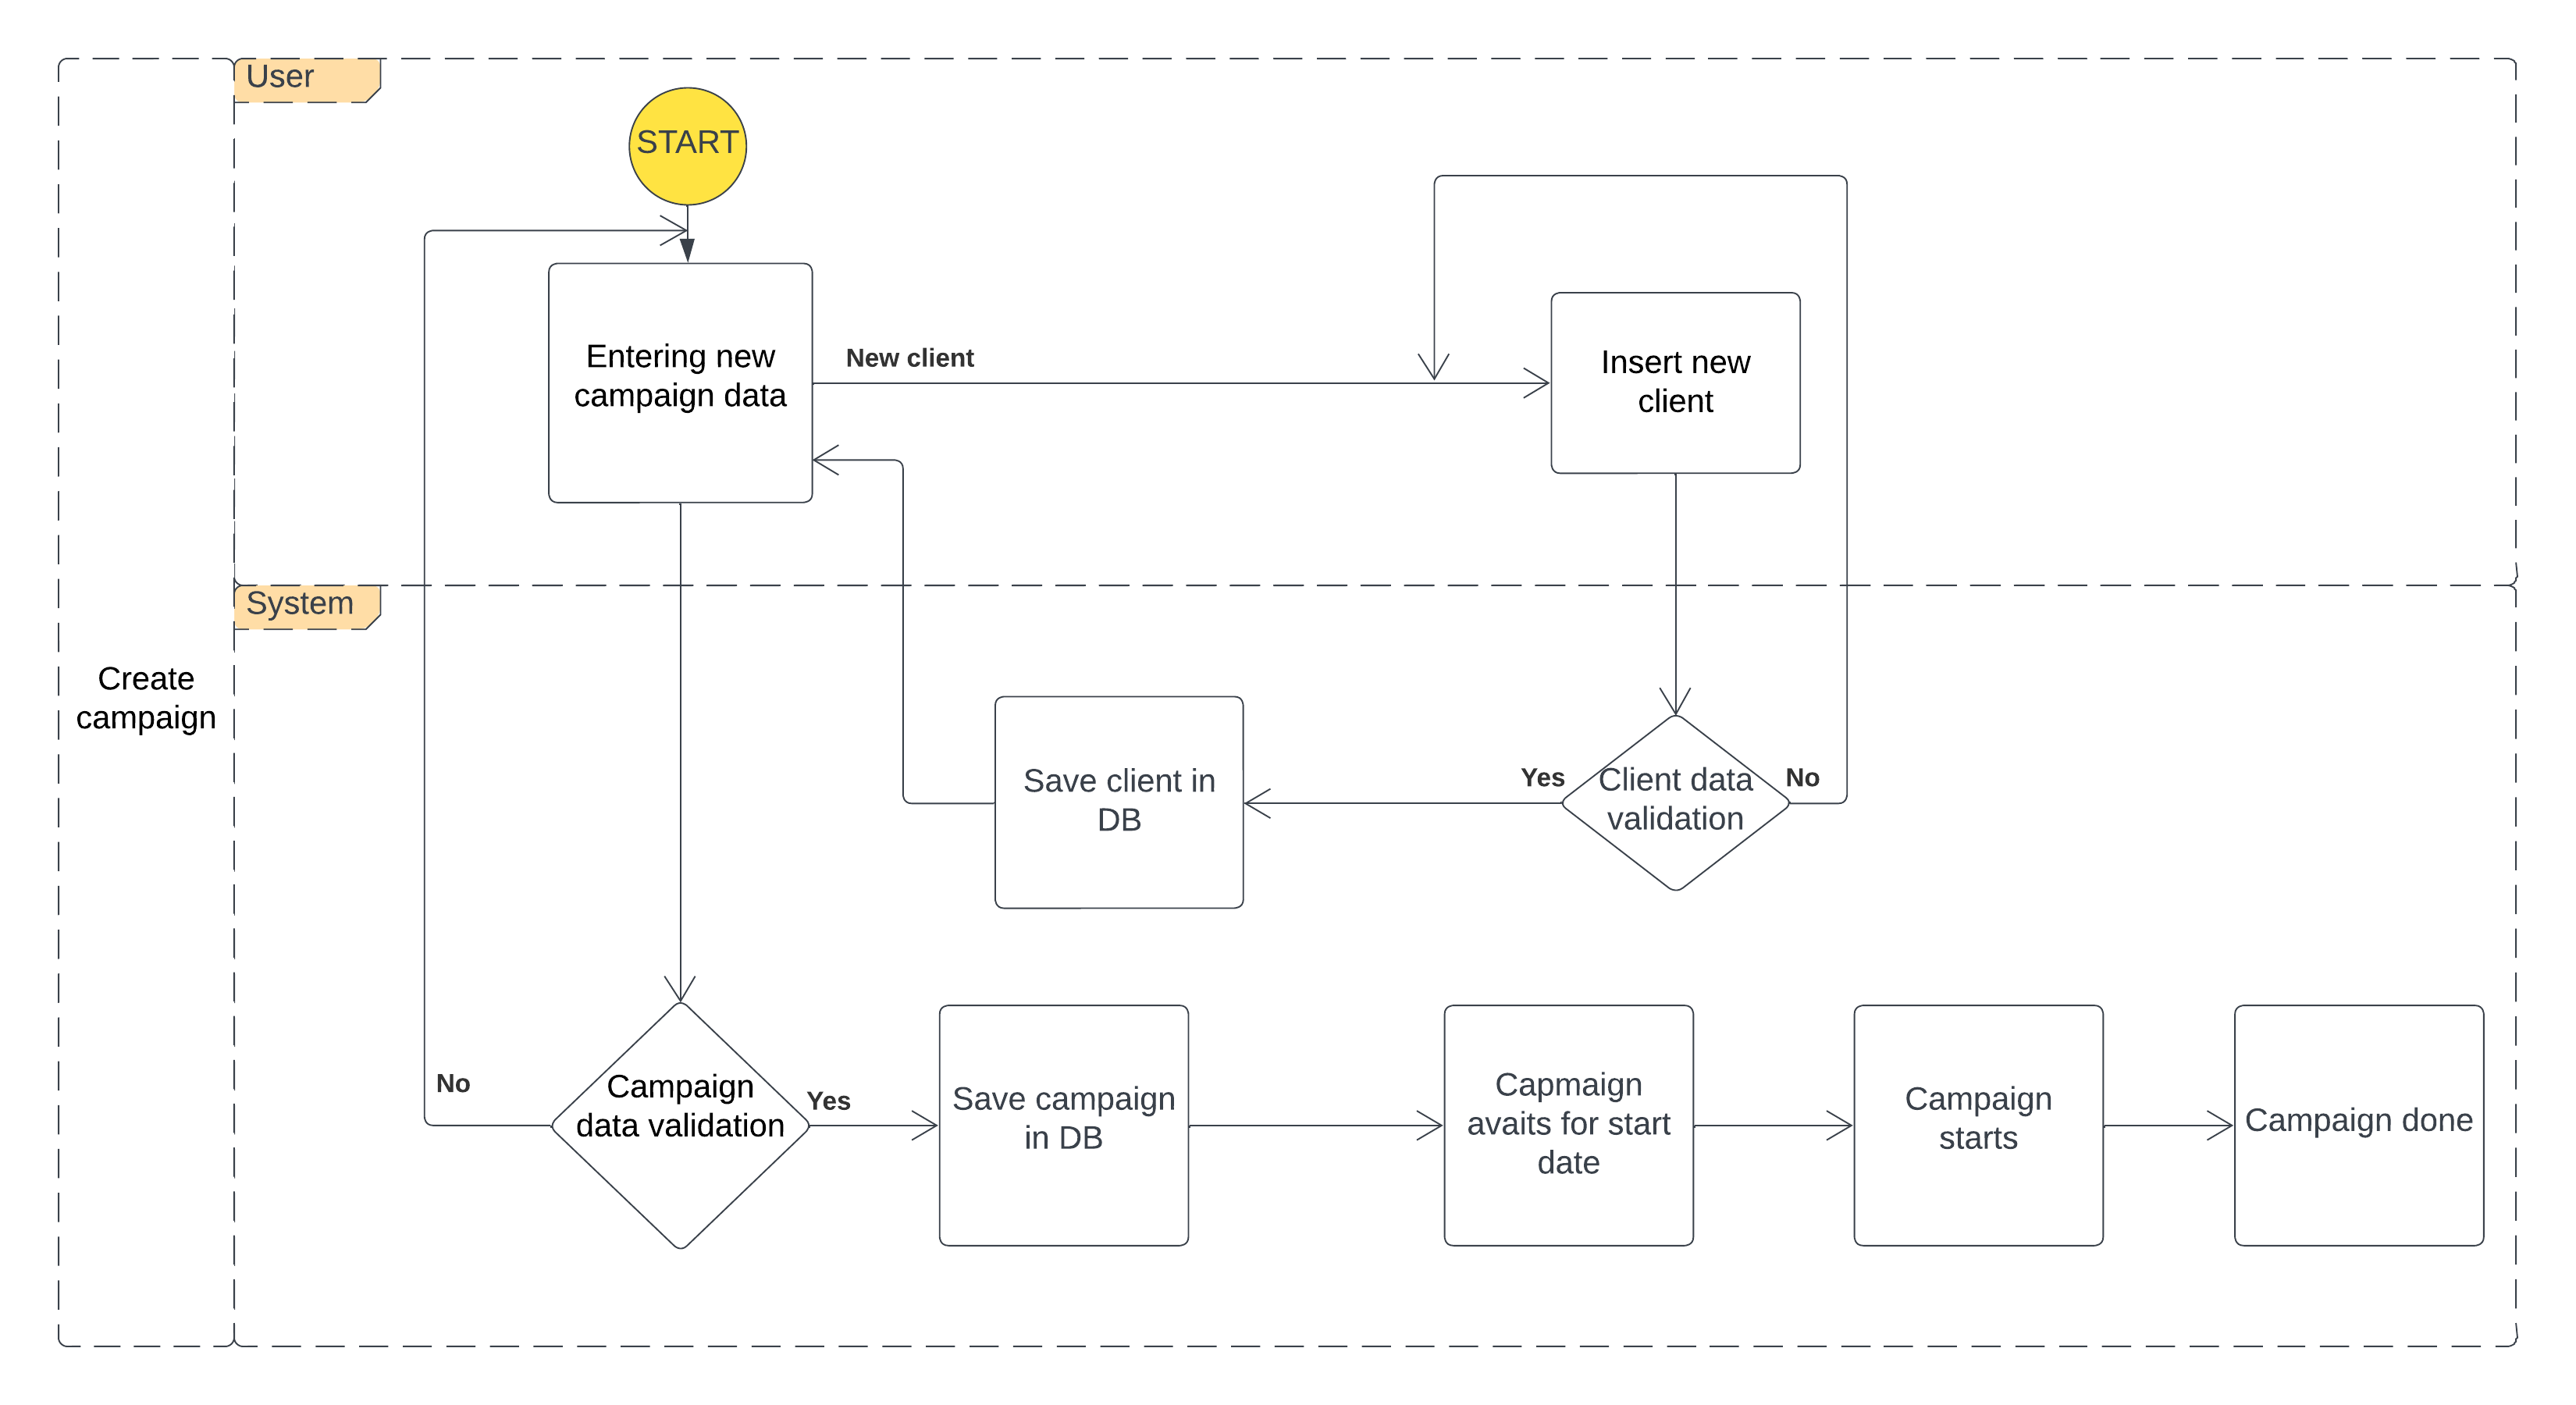 User
START
Entering new
campaign data
New client
Insert new
client
System
Create
campaign
Save client in
DB
Yes
Client data
validation
No
No
Campaign
data validation
Yes
Save campaign
in DB
Capmaign
avaits for start
date
Campaign
starts
Campaign done